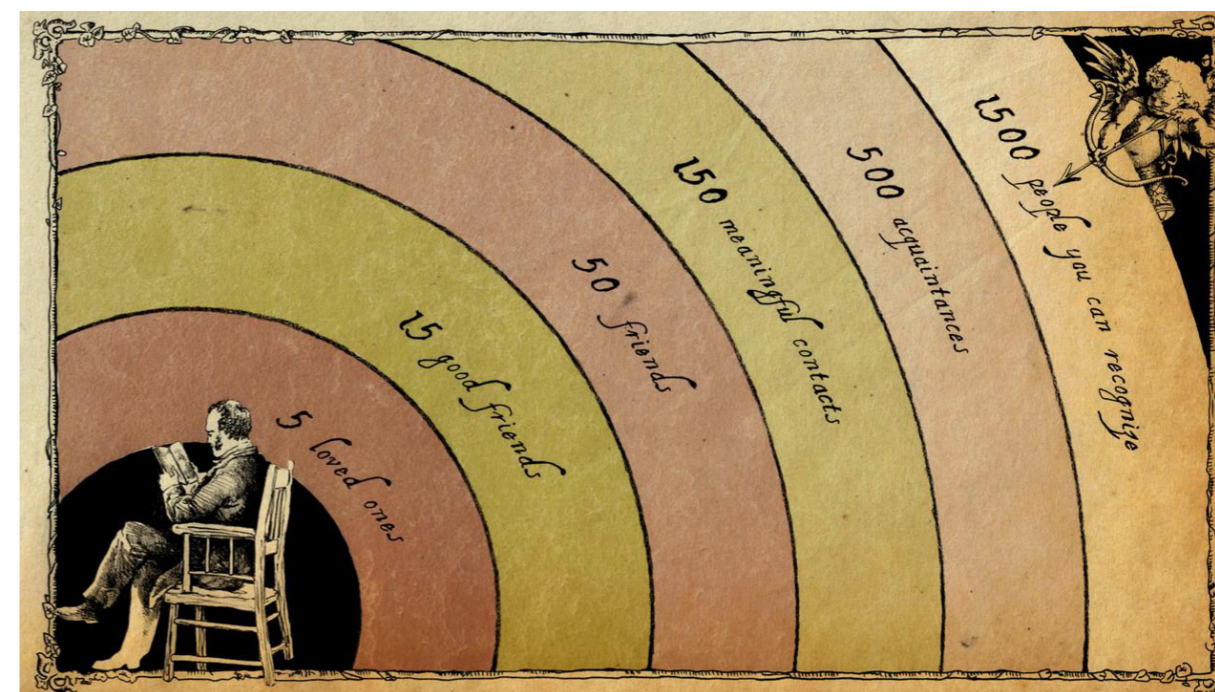 5 loved ones
15 good friends
50 friends
150 meaningful contacts
500 acquaintances
1500 people you can recognize